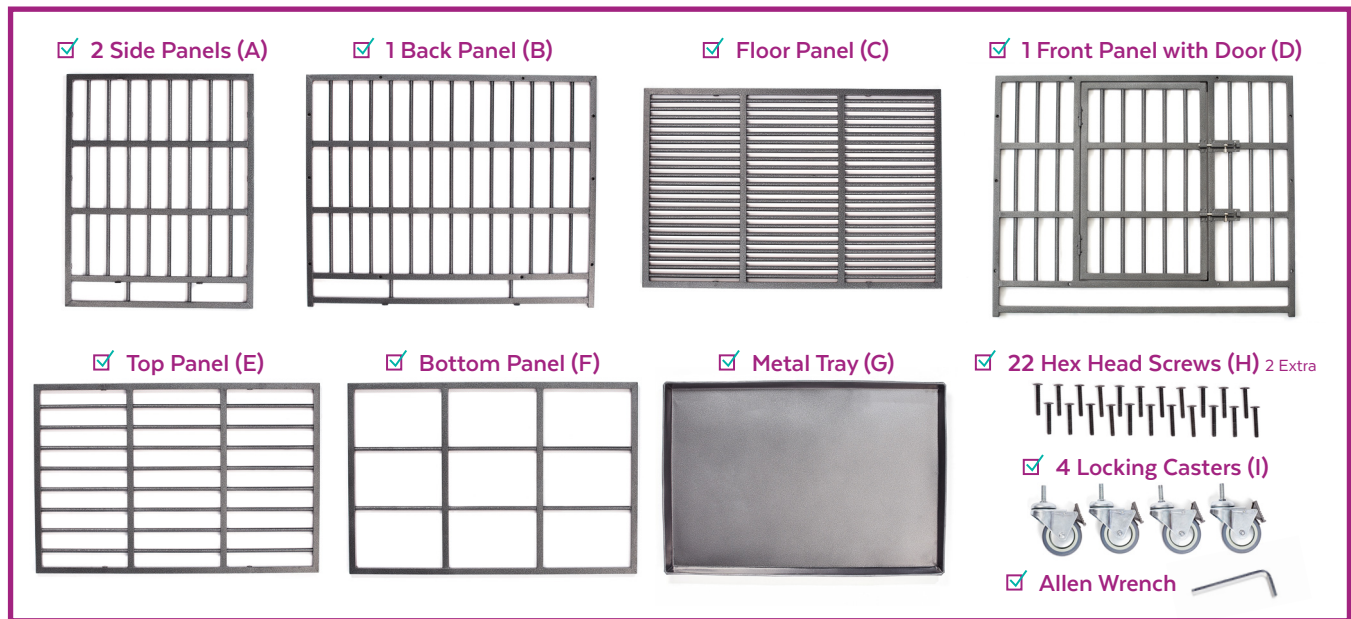 2 Side Panels (A)
1 Back Panel (B)
Floor Panel (C)
1 Front Panel with Door (D)
Top Panel (E)
Bottom Panel (F)
Metal Tray (G)
22 Hex Head Screws (H) 2 Extra
4 Locking Casters (I)
Allen Wrench